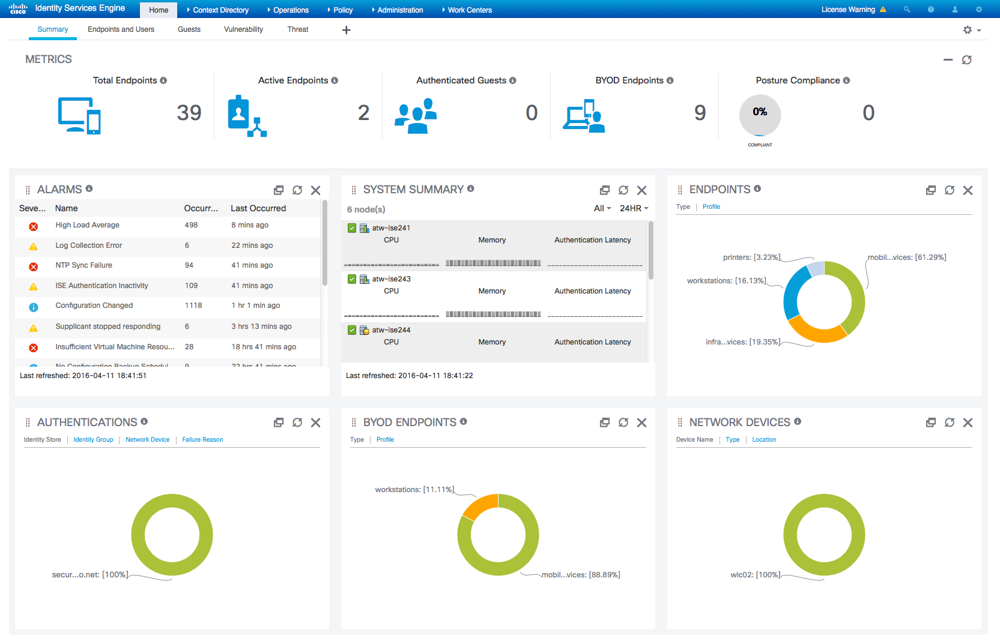 cisco Identity Services Engine Home Context Directory Operations Policy Administration Work Centers License Warning
Summary Endpoints and Users Guests Vulnerability Threat +
METRICS
Total Endpoints Active Endpoints Authenticated Guests BYOD Endpoints Posture Compliance
39 2 0 9 0% 0
COMPLIANT
ALARMS
Seve... Name Occurr... Last Occurred
High Load Average 498 8 mins ago
Log Collection Error 6 22 mins ago
NTP Sync Failure 94 41 mins ago
ISE Authentication Inactivity 109 41 mins ago
Configuration Changed 1118 1 hr 1 min ago
Supplicant stopped responding 6 3 hrs 13 mins ago
Insufficient Virtual Machine Resou... 28 18 hrs 41 mins ago
No Configuration Backup Schedul 9 22 hrs 41 mins ago
Last refreshed: 2016-04-11 18:41:51
SYSTEM SUMMARY
6 node(s) All 24HR
atw-ise241
CPU Memory Authentication Latency
atw-ise243
CPU Memory Authentication Latency
atw-ise244
CPU Memory Authentication Latency
Last refreshed: 2016-04-11 18:41:22
ENDPOINTS
Type Profile
printers: [3.23%] mobil...vices: [61.29%]
workstations: [16.13%]
infra...vices: [19.35%]
AUTHENTICATIONS
Identity Store Identity Group Network Device Failure Reason
secur...o.net: [100%]
BYOD ENDPOINTS
Type Profile
workstations: [11.11%]
mobil...vices: [88.89%]
NETWORK DEVICES
Device Name Type Location
wlc02: [100%]